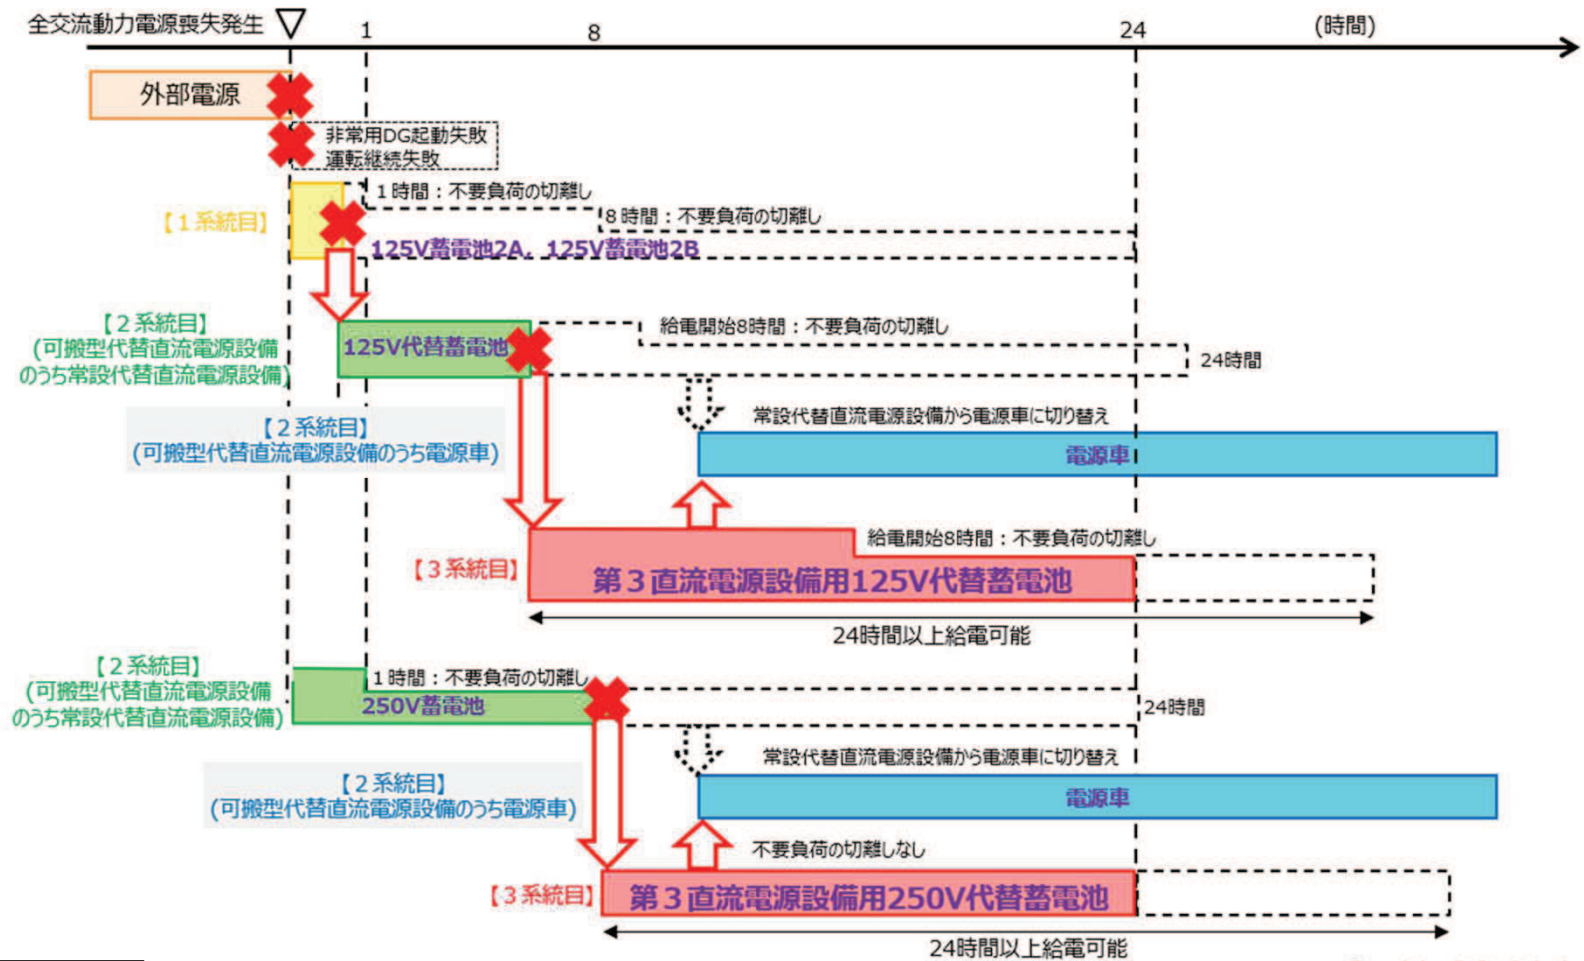 全交流動力電源喪失発生
1
8
24
(時間)
外部電源
非常用DG起動失敗
運転継続失敗
【1系統目】
1時間：不要負荷の切離し
8時間：不要負荷の切離し
125V蓄電池2A，125V蓄電池2B
【2系統目】
(可搬型代替直流電源設備
のうち常設代替直流電源設備)
125V代替蓄電池
給電開始8時間：不要負荷の切離し
24時間
【2系統目】
(可搬型代替直流電源設備のうち電源車)
常設代替直流電源設備から電源車に切り替え
電源車
【3系統目】
給電開始8時間：不要負荷の切離し
第3直流電源設備用125V代替蓄電池
24時間以上給電可能
【2系統目】
(可搬型代替直流電源設備
のうち常設代替直流電源設備)
1時間：不要負荷の切離し
250V蓄電池
24時間
【2系統目】
(可搬型代替直流電源設備のうち電源車)
常設代替直流電源設備から電源車に切り替え
電源車
不要負荷の切離しなし
【3系統目】
第3直流電源設備用250V代替蓄電池
24時間以上給電可能